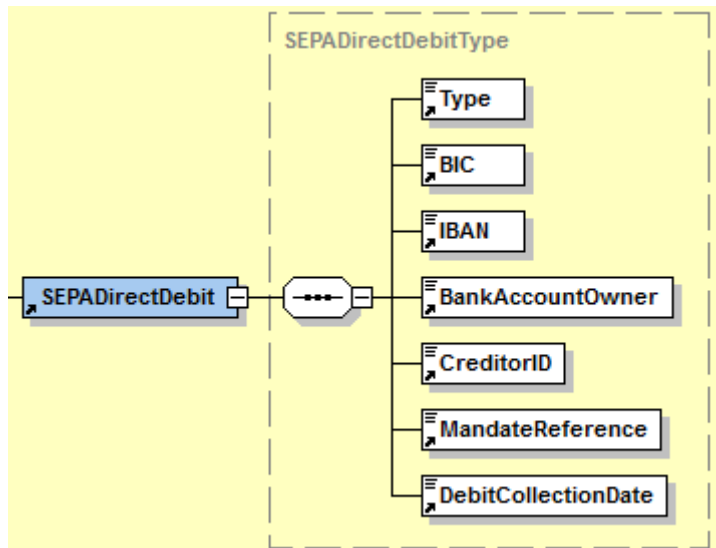 SEPADirectDebitType
Type
BIC
IBAN
SEPADirectDebit
BankAccountOwner
CreditorID
MandateReference
DebitCollectionDate